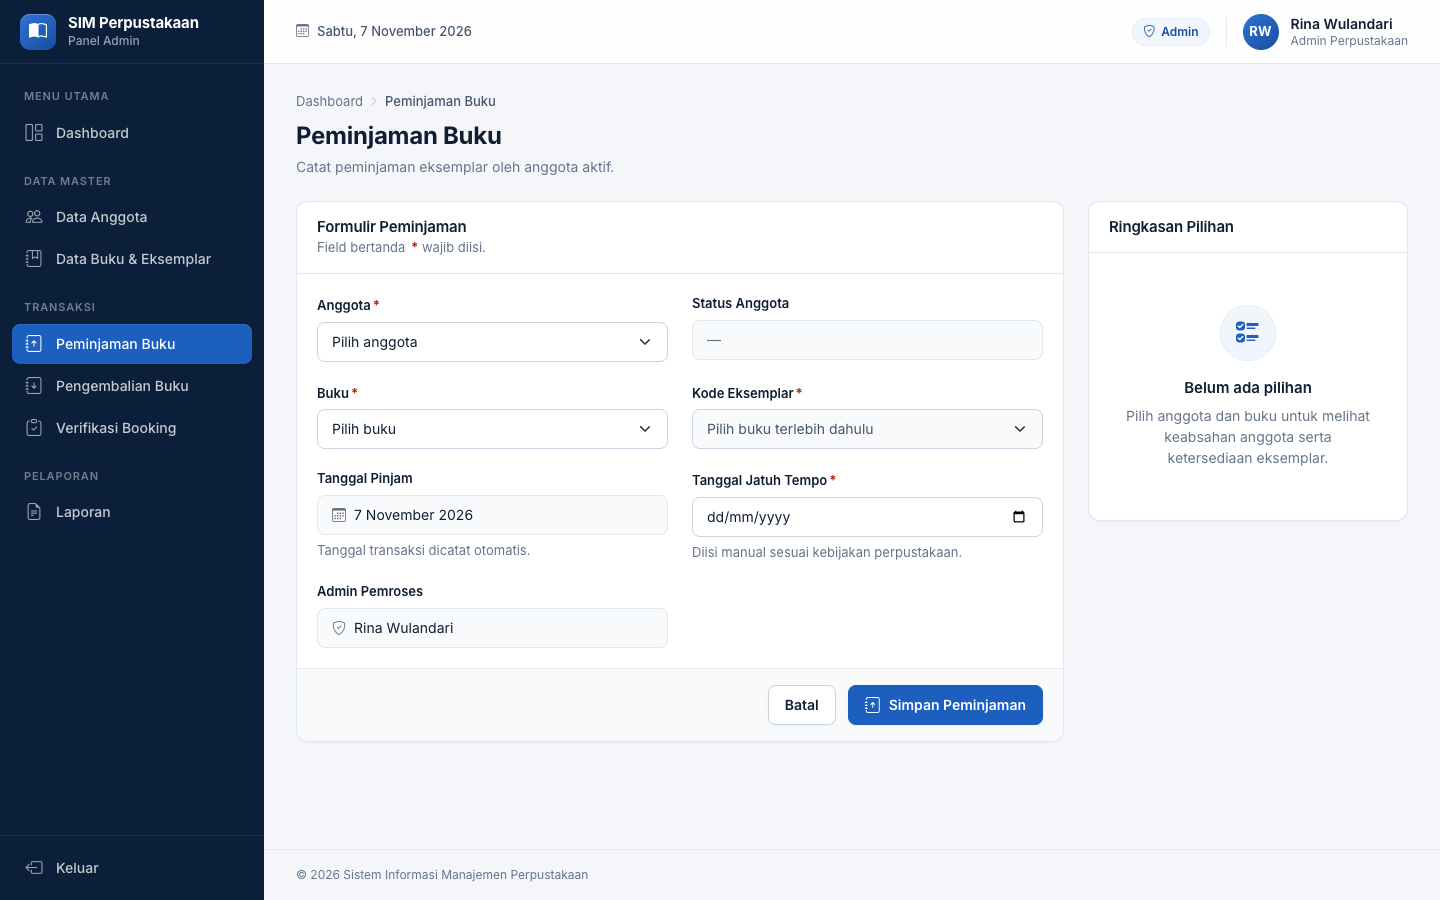 SIM Perpustakaan
Panel Admin
MENU UTAMA
Dashboard
DATA MASTER
Data Anggota
Data Buku & Eksemplar
TRANSAKSI
Peminjaman Buku
Pengembalian Buku
Verifikasi Booking
PELAPORAN
Laporan
Keluar
Sabtu, 7 November 2026
Admin
RW
Rina Wulandari
Admin Perpustakaan
Dashboard > Peminjaman Buku
Peminjaman Buku
Catat peminjaman eksemplar oleh anggota aktif.
Formulir Peminjaman
Field bertanda * wajib diisi.
Anggota *
Pilih anggota
Status Anggota
—
Buku *
Pilih buku
Kode Eksemplar *
Pilih buku terlebih dahulu
Tanggal Pinjam
7 November 2026
Tanggal transaksi dicatat otomatis.
Tanggal Jatuh Tempo *
dd/mm/yyyy
Diisi manual sesuai kebijakan perpustakaan.
Admin Pemroses
Rina Wulandari
Batal
Simpan Peminjaman
Ringkasan Pilihan
Belum ada pilihan
Pilih anggota dan buku untuk melihat
keabsahan anggota serta
ketersediaan eksemplar.
© 2026 Sistem Informasi Manajemen Perpustakaan